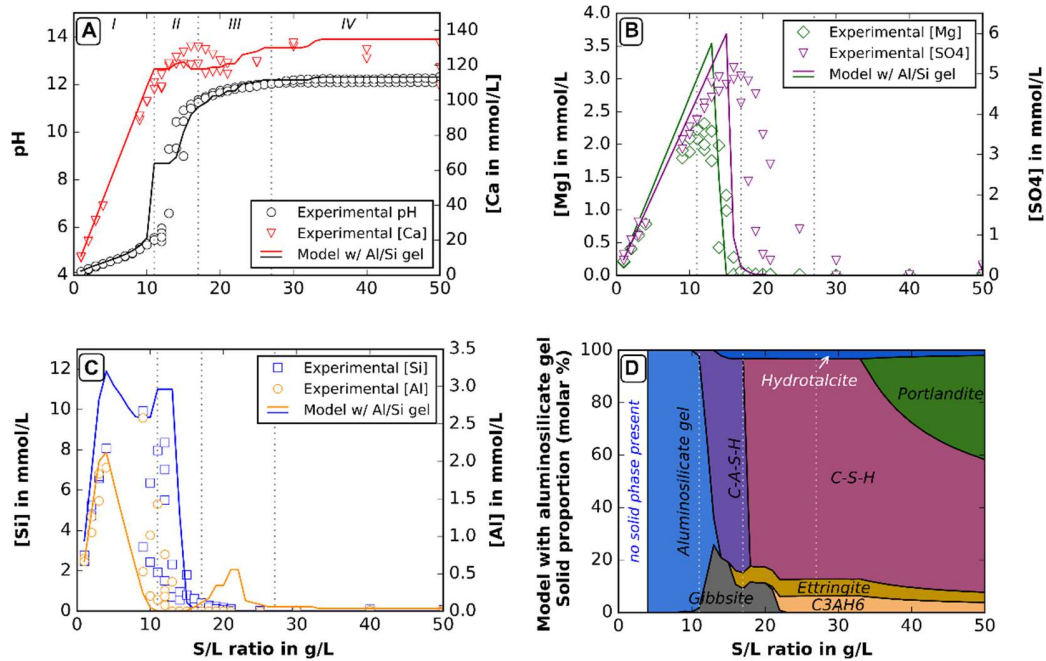 A
I II III IV
14
12
10
8
6
4
pH
140
120
100
80
60
40
20
0
[Ca in mmol/L]
Experimental pH
Experimental [Ca]
Model w/ Al/Si gel
0 10 20 30 40 50
B
4.0
3.5
3.0
2.5
2.0
1.5
1.0
0.5
0.0
[Mg] in mmol/L
6
5
4
3
2
1
0
[SO4] in mmol/L
Experimental [Mg]
Experimental [SO4]
Model w/ Al/Si gel
0 10 20 30 40 50
C
12
10
8
6
4
2
0
[Si] in mmol/L
3.5
3.0
2.5
2.0
1.5
1.0
0.5
0.0
[Al] in mmol/L
Experimental [Si]
Experimental [Al]
Model w/ Al/Si gel
0 10 20 30 40 50
S/L ratio in g/L
D
100
80
60
40
20
0
Model with aluminosilicate gel
Solid proportion (molar %)
no solid phase present
Aluminosilicate gel
C-A-S-H
Hydrotalcite
Portlandite
C-S-H
Gibbsite
Ettringite
C3AH6
0 10 20 30 40 50
S/L ratio in g/L